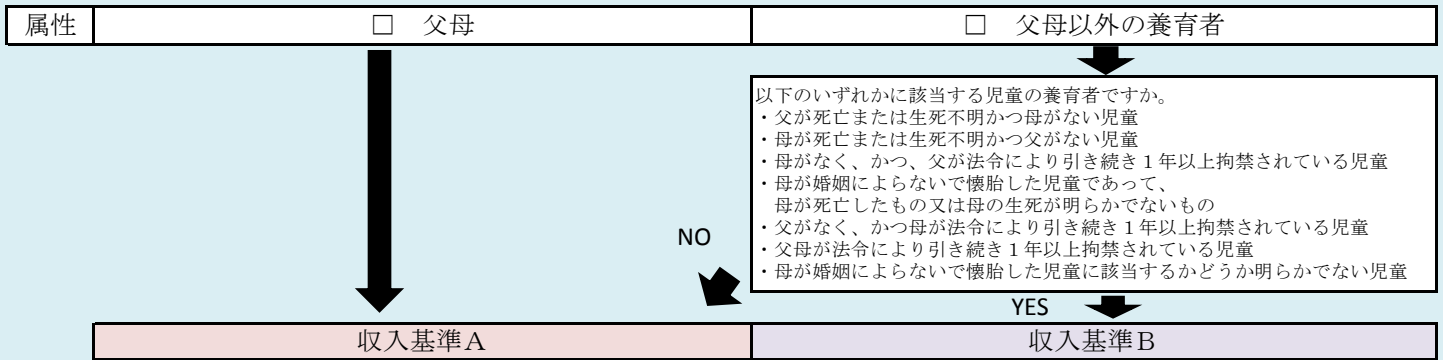 属性
□ 父母
□ 父母以外の養育者
以下のいずれかに該当する児童の養育者ですか。
・父が死亡または生死不明かつ母がない児童
・母が死亡または生死不明かつ父がない児童
・母がなく、かつ、父が法令により引き続き１年以上拘禁されている児童
・母が婚姻によらないで懐胎した児童であって、
母が死亡したもの又は母の生死が明らかでないもの
・父がなく、かつ母が法令により引き続き１年以上拘禁されている児童
・父母が法令により引き続き１年以上拘禁されている児童
・母が婚姻によらないで懐胎した児童に該当するかどうか明らかでない児童
NO
YES
収入基準Ａ
収入基準Ｂ